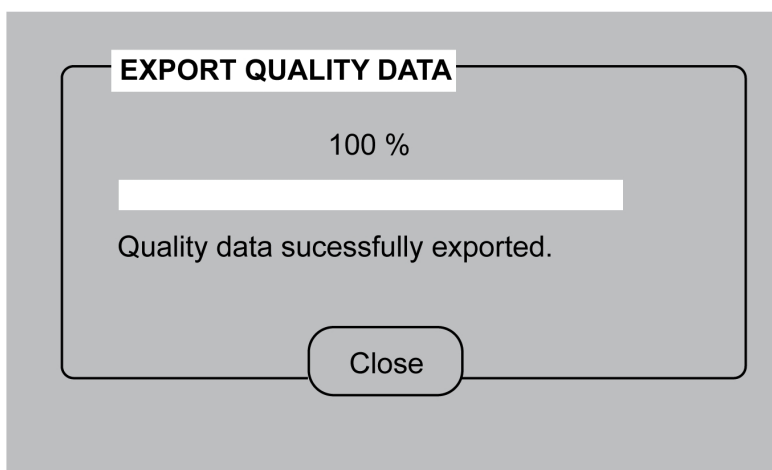 EXPORT QUALITY DATA
100 %
Quality data sucessfully exported.
Close